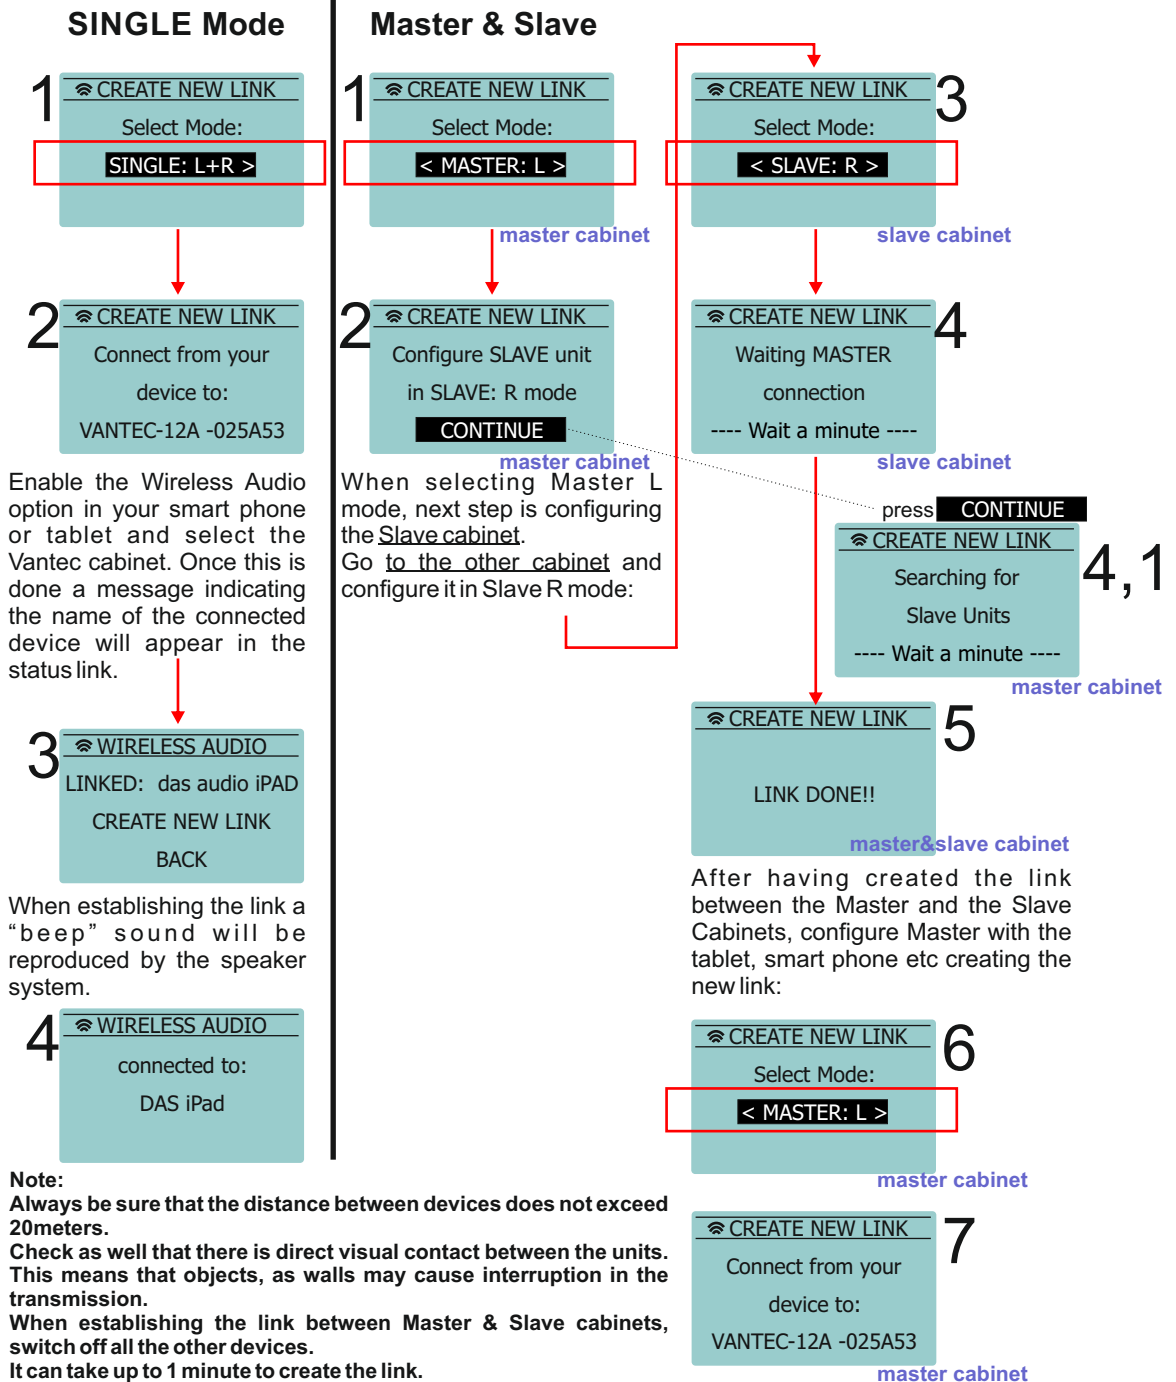 SINGLE Mode
1
CREATE NEW LINK
Select Mode:
SINGLE: L+R >
2
CREATE NEW LINK
Connect from your
device to:
VANTEC-12A -025A53
Enable the Wireless Audio
option in your smart phone
or tablet and select the
Vantec cabinet. Once this is
done a message indicating
the name of the connected
device will appear in the
status link.
3
WIRELESS AUDIO
LINKED: das audio iPAD
CREATE NEW LINK
BACK
When establishing the link a
“beep” sound will be
reproduced by the speaker
system.
4
WIRELESS AUDIO
connected to:
DAS iPad
Master & Slave
1
CREATE NEW LINK
Select Mode:
< MASTER: L >
master cabinet
2
CREATE NEW LINK
Configure SLAVE unit
in SLAVE: R mode
CONTINUE
master cabinet
When selecting Master L
mode, next step is configuring
the Slave cabinet.
Go to the other cabinet and
configure it in Slave R mode:
3
CREATE NEW LINK
Select Mode:
< SLAVE: R >
slave cabinet
4
CREATE NEW LINK
Waiting MASTER
connection
---- Wait a minute ----
slave cabinet
press CONTINUE
4,1
CREATE NEW LINK
Searching for
Slave Units
---- Wait a minute ----
master cabinet
5
CREATE NEW LINK
LINK DONE!!
master&slave cabinet
After having created the link
between the Master and the Slave
Cabinets, configure Master with the
tablet, smart phone etc creating the
new link:
6
CREATE NEW LINK
Select Mode:
< MASTER: L >
master cabinet
7
CREATE NEW LINK
Connect from your
device to:
VANTEC-12A -025A53
master cabinet
Note:
Always be sure that the distance between devices does not exceed
20meters.
Check as well that there is direct visual contact between the units.
This means that objects, as walls may cause interruption in the
transmission.
When establishing the link between Master & Slave cabinets,
switch off all the other devices.
It can take up to 1 minute to create the link.